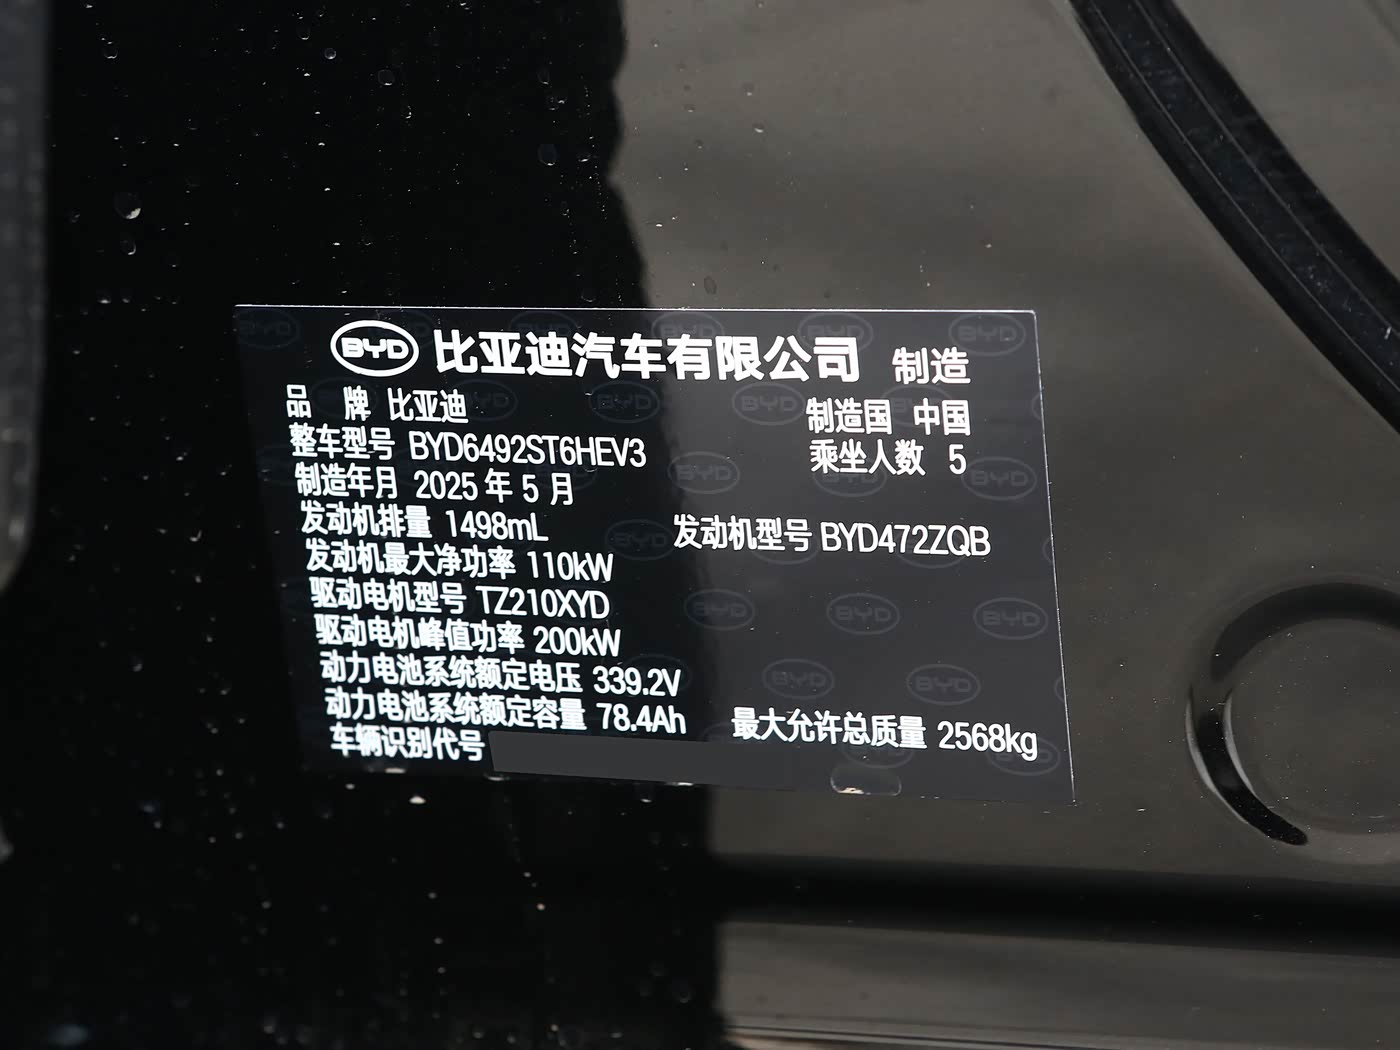 BYD 比亚迪汽车有限公司 制造
品 牌 比亚迪 制造国 中国
整车型号 BYD6492ST6HEV3 乘坐人数 5
制造年月 2025 年 5 月
发动机排量 1498mL 发动机型号 BYD472ZQB
发动机最大净功率 110kW
驱动电机型号 TZ210XYD
驱动电机峰值功率 200kW
动力电池系统额定电压 339.2V
动力电池系统额定容量 78.4Ah 最大允许总质量 2568kg
车辆识别代号